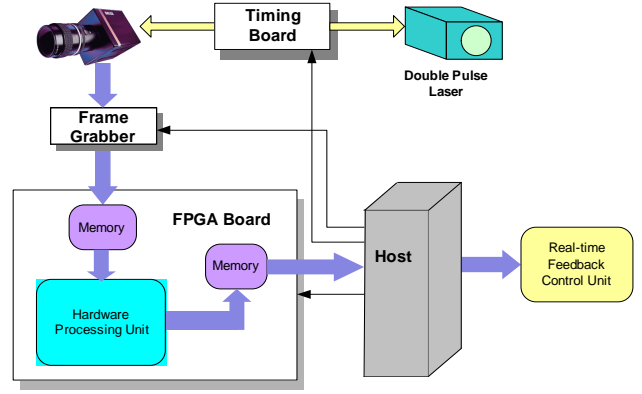 Timing
Board
Double Pulse
Laser
Frame
Grabber
FPGA Board
Memory
Memory
Hardware
Processing Unit
Host
Real-time
Feedback
Control Unit